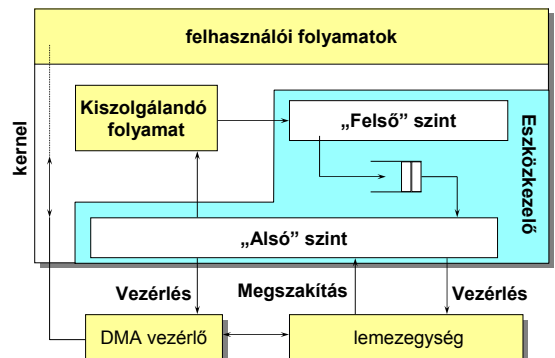 felhasználói folyamatok
Kiszolgálandó
folyamat
„Felső” szint
kernel
Eszközkezelő
„Alsó” szint
Vezérlés
Megszakítás
Vezérlés
DMA vezérlő
lemezegység